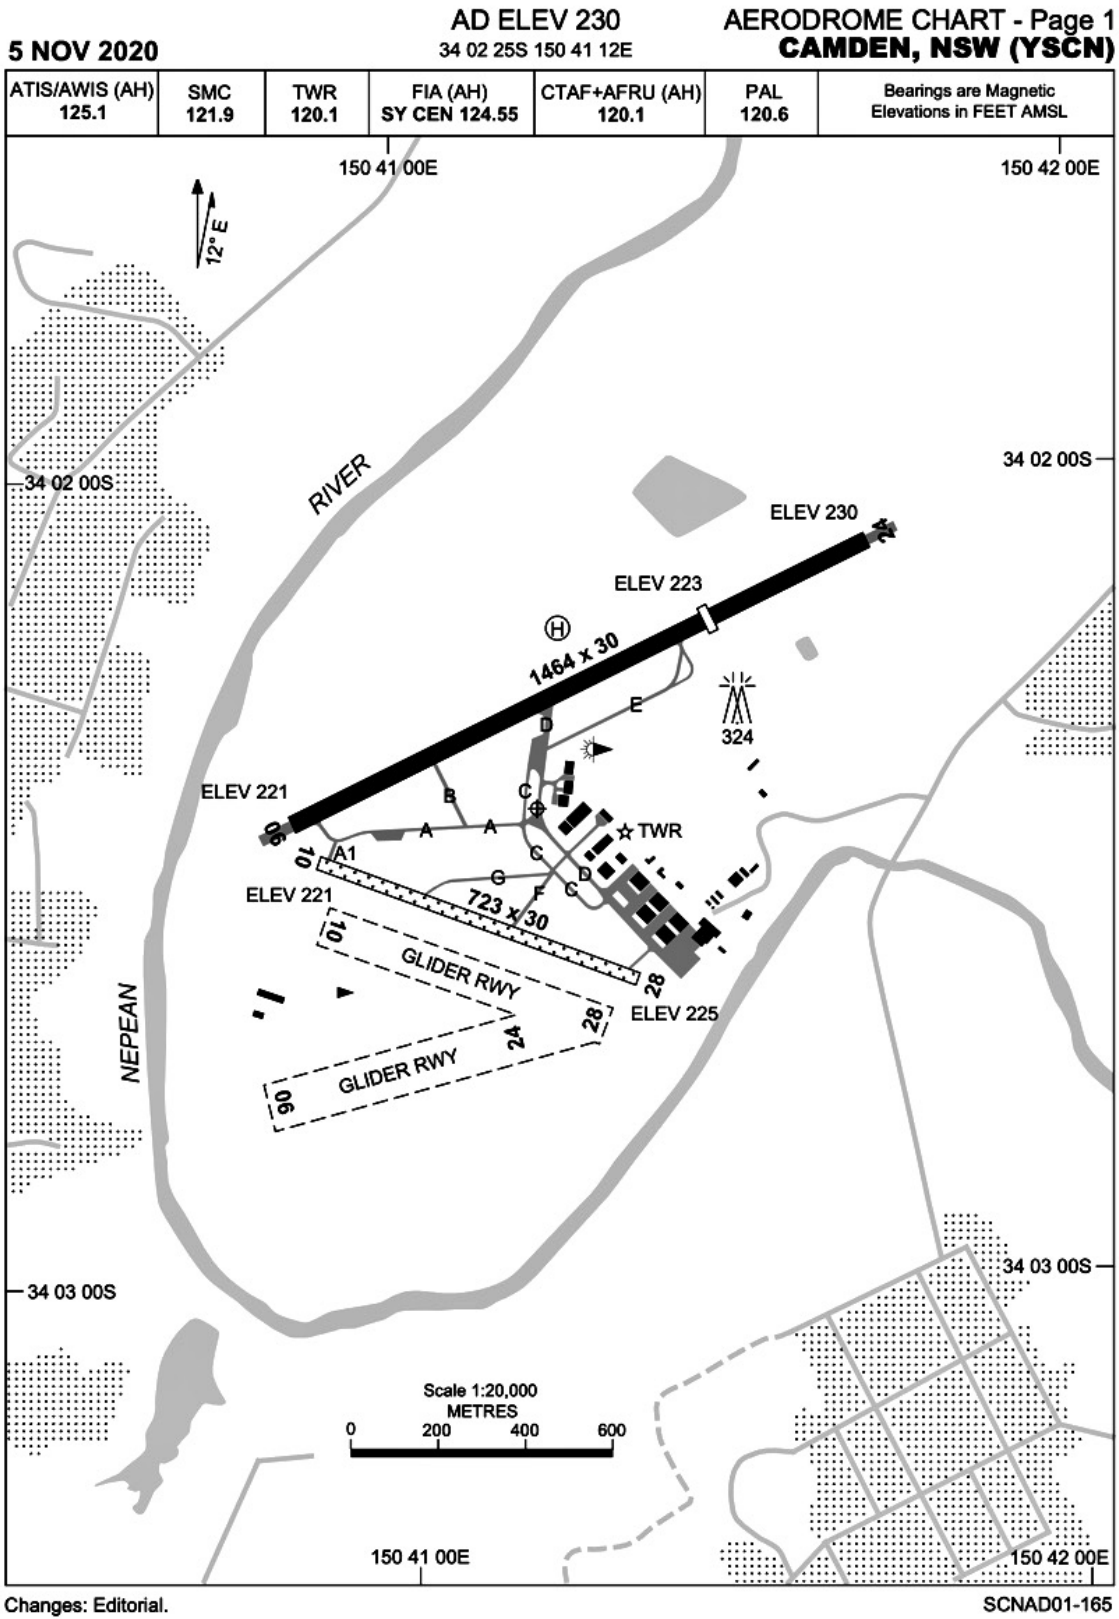 AD ELEV 230
AERODROME CHART - Page 1
5 NOV 2020
34 02 25S 150 41 12E
CAMDEN, NSW (YSCN)
ATIS/AWIS (AH)
125.1
SMC
121.9
TWR
120.1
FIA (AH)
SY CEN 124.55
CTAF+AFRU (AH)
120.1
PAL
120.6
Bearings are Magnetic
Elevations in FEET AMSL
150 41 00E
150 42 00E
12° E
34 02 00S
34 02 00S
RIVER
ELEV 230
24
ELEV 223
H
1464 x 30
E
D
324
ELEV 221
B
C
06
A
A
TWR
10
A1
C
ELEV 221
G
D
F
C
723 x 30
10
GLIDER RWY
28
ELEV 225
28
24
NEPEAN
GLIDER RWY
06
34 03 00S
34 03 00S
Scale 1:20,000
METRES
0 200 400 600
150 41 00E
150 42 00E
Changes: Editorial.
SCNAD01-165